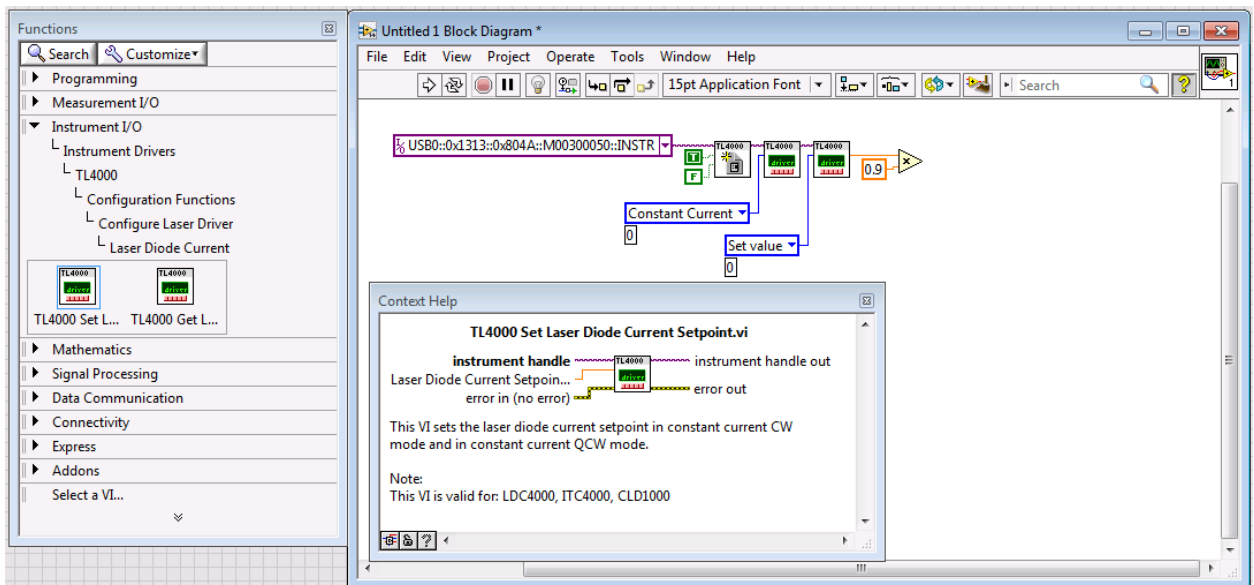 Functions
Search Customize
Programming
Measurement I/O
Instrument I/O
Instrument Drivers
TL4000
Configuration Functions
Configure Laser Driver
Laser Diode Current
TL4000 TL4000
driver driver
TL4000 Set L... TL4000 Get L...
Mathematics
Signal Processing
Data Communication
Connectivity
Express
Addons
Select a VI...
Untitled 1 Block Diagram *
File Edit View Project Operate Tools Window Help
15pt Application Font Search
1
USB0::0x1313::0x804A::M00300050::INSTR
TL4000 TL4000 TL4000
T
driver driver
F
0.9
x
Constant Current
0
Set value
0
Context Help
TL4000 Set Laser Diode Current Setpoint.vi
instrument handle TL4000 instrument handle out
Laser Diode Current Setpoin... driver
error in (no error) error out
This VI sets the laser diode current setpoint in constant current CW
mode and in constant current QCW mode.
Note:
This VI is valid for: LDC4000, ITC4000, CLD1000
?